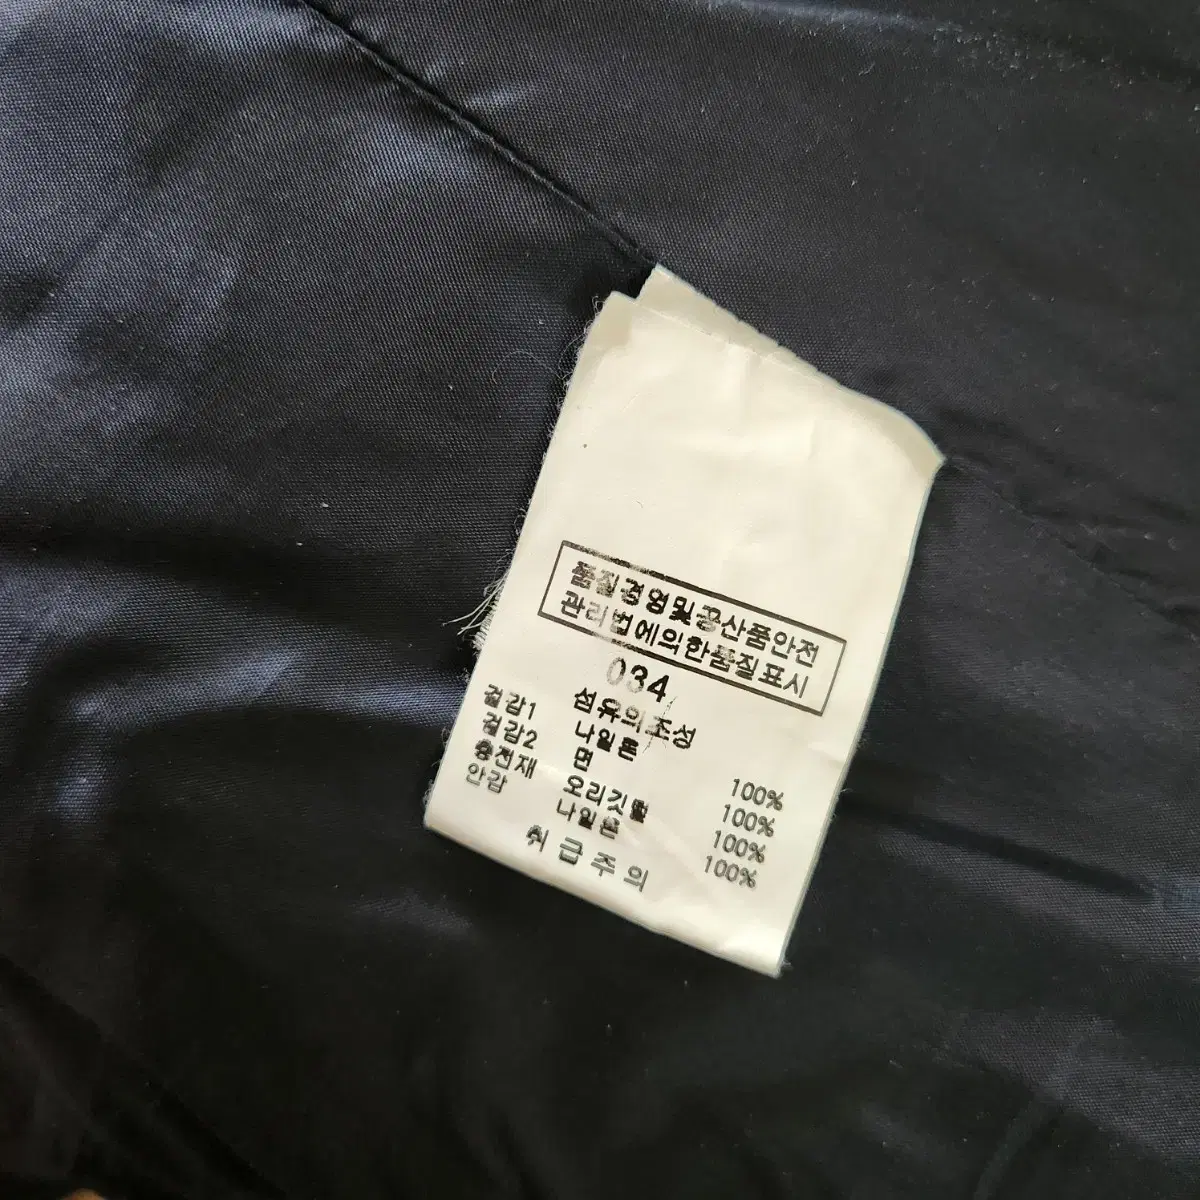 품질경영및공산품안전
관리법에의한품질표시
034
섬유의조성
겉감1 나일론 100%
겉감2 면 100%
충전재 오리깃털 100%
안감 나일론 100%
취급주의